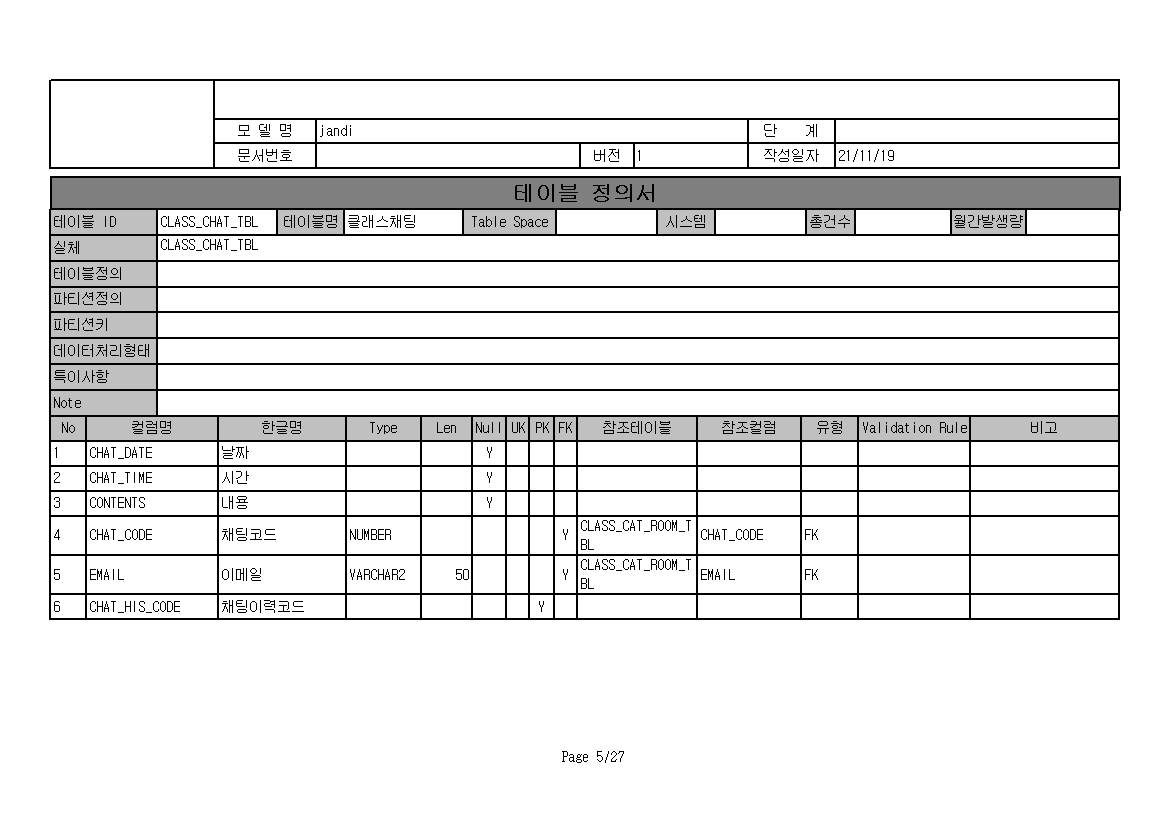 모 델 명 jandi 단 계
문서번호 버전 1 작성일자 21/11/19
테이블 정의서
테이블 ID CLASS_CHAT_TBL 테이블명 클래스채팅 Table Space 시스템 총건수 월간발생량
실체 CLASS_CHAT_TBL
테이블정의
파티션정의
파티션키
데이터처리형태
특이사항
Note
No 컬럼명 한글명 Type Len Null UK PK FK 참조테이블 참조컬럼 유형 Validation Rule 비고
1 CHAT_DATE 날짜 Y
2 CHAT_TIME 시간 Y
3 CONTENTS 내용 Y
4 CHAT_CODE 채팅코드 NUMBER Y CLASS_CAT_ROOM_T CHAT_CODE FK
BL
5 EMAIL 이메일 VARCHAR2 50 Y CLASS_CAT_ROOM_T EMAIL FK
BL
6 CHAT_HIS_CODE 채팅이력코드 Y
Page 5/27